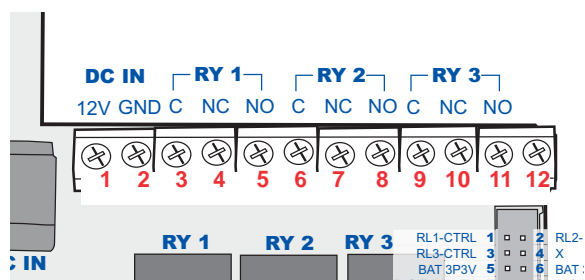 DC IN RY 1 RY 2 RY 3
12V GND C NC NO C NC NO C NC NO
1 2 3 4 5 6 7 8 9 10 11 12
RY 1 RY 2 RY 3
RL1-CTRL 1 2 RL2-
RL3-CTRL 3 4 X
C IN BAT 3P3V 5 6 BAT